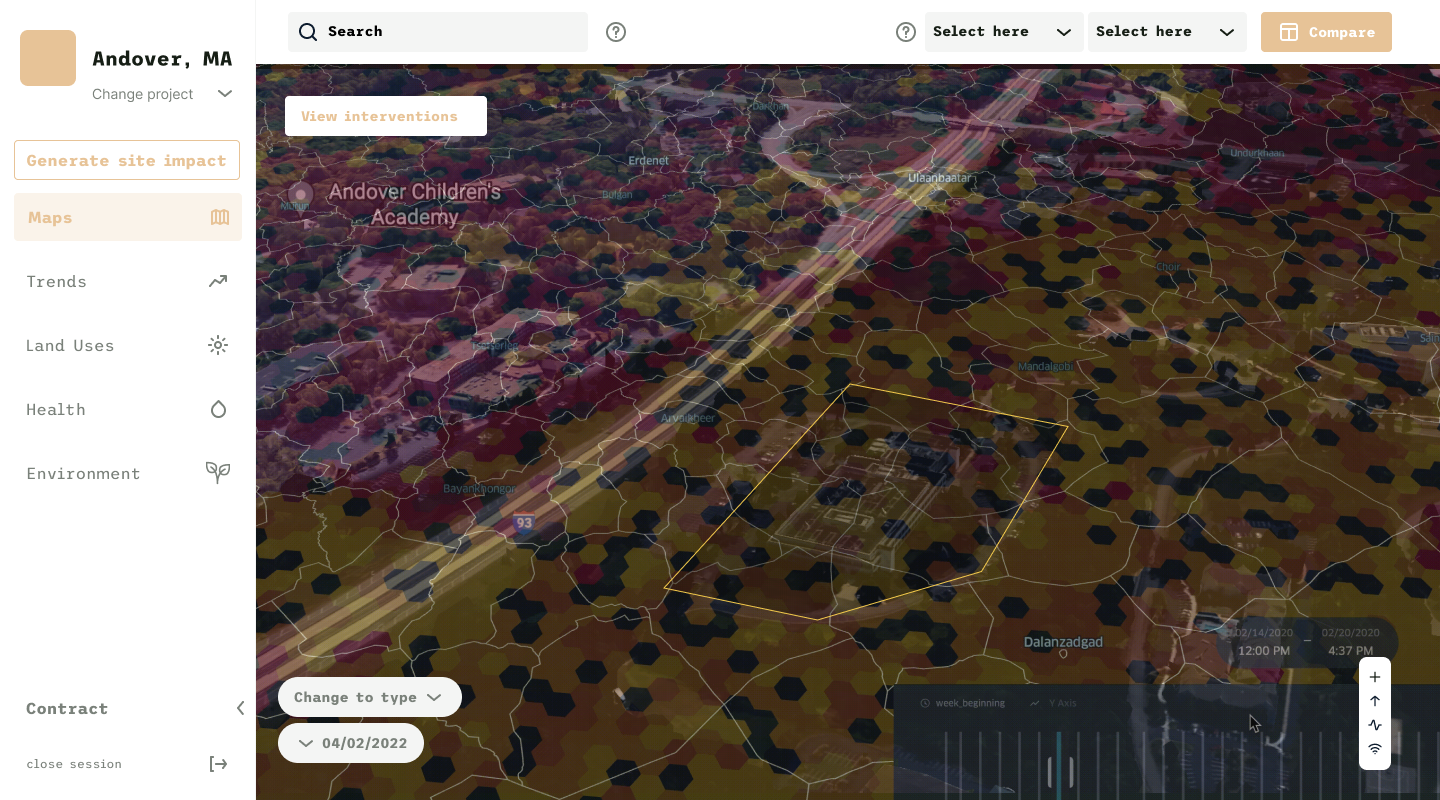 Andover, MA
Change project
Generate site impact
Maps
Trends
Land Uses
Health
Environment
Contract
close session
Search
Select here
Select here
Compare
View interventions
Darkhan
Erdenet
Bulgan
Ulaanbaatar
Underkhaan
Andover Children's
Academy
Choir
Mandalgobi
Arvaikheer
Bayankhongor
93
Dalanzadgad
02/14/2020
12:00 PM
–
02/20/2020
4:37 PM
week_beginning
Y Axis
Change to type
04/02/2022